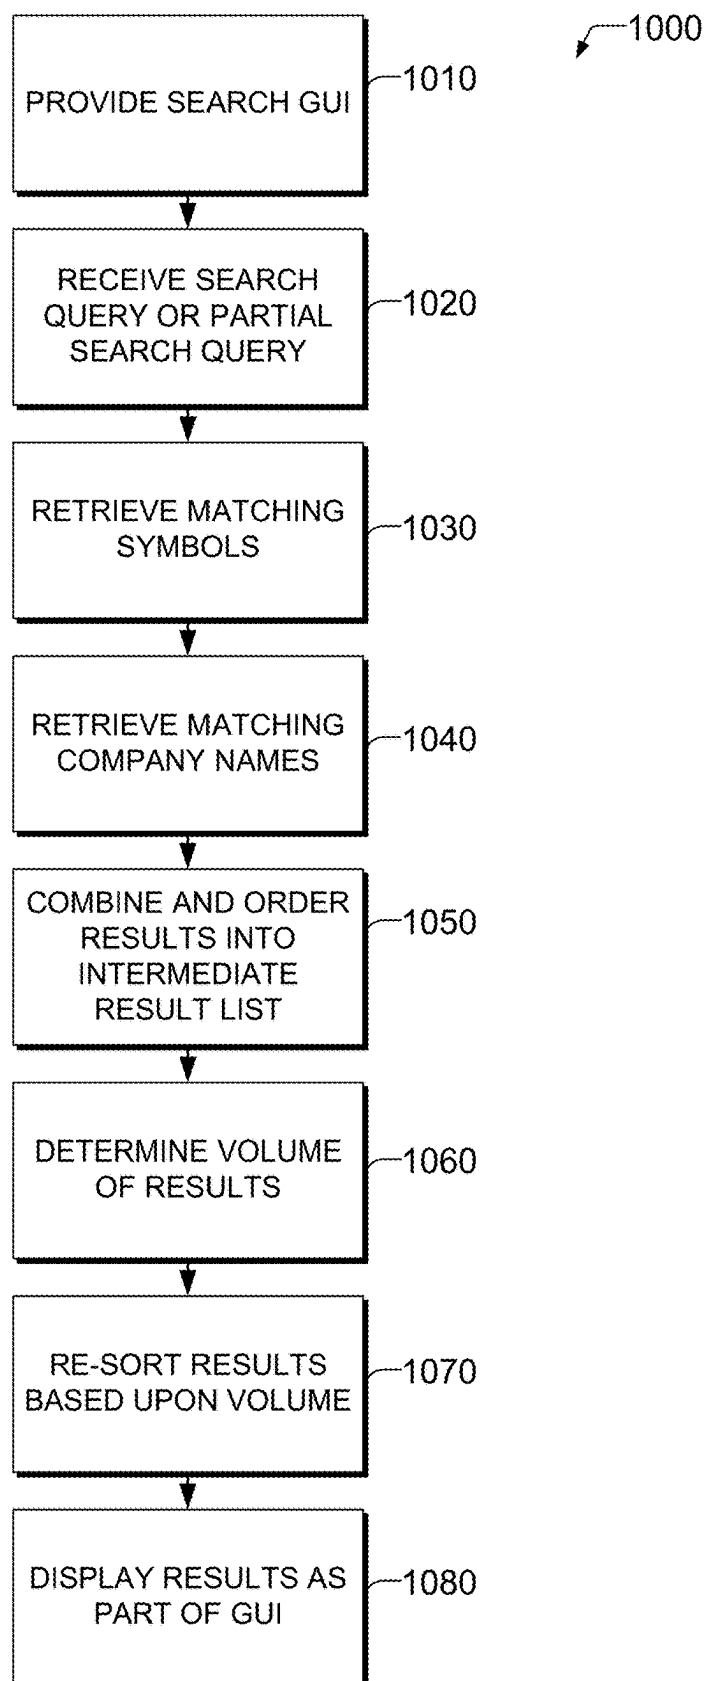 1000
PROVIDE SEARCH GUI
1010
RECEIVE SEARCH
QUERY OR PARTIAL
SEARCH QUERY
1020
RETRIEVE MATCHING
SYMBOLS
1030
RETRIEVE MATCHING
COMPANY NAMES
1040
COMBINE AND ORDER
RESULTS INTO
INTERMEDIATE
RESULT LIST
1050
DETERMINE VOLUME
OF RESULTS
1060
RE-SORT RESULTS
BASED UPON VOLUME
1070
DISPLAY RESULTS AS
PART OF GUI
1080